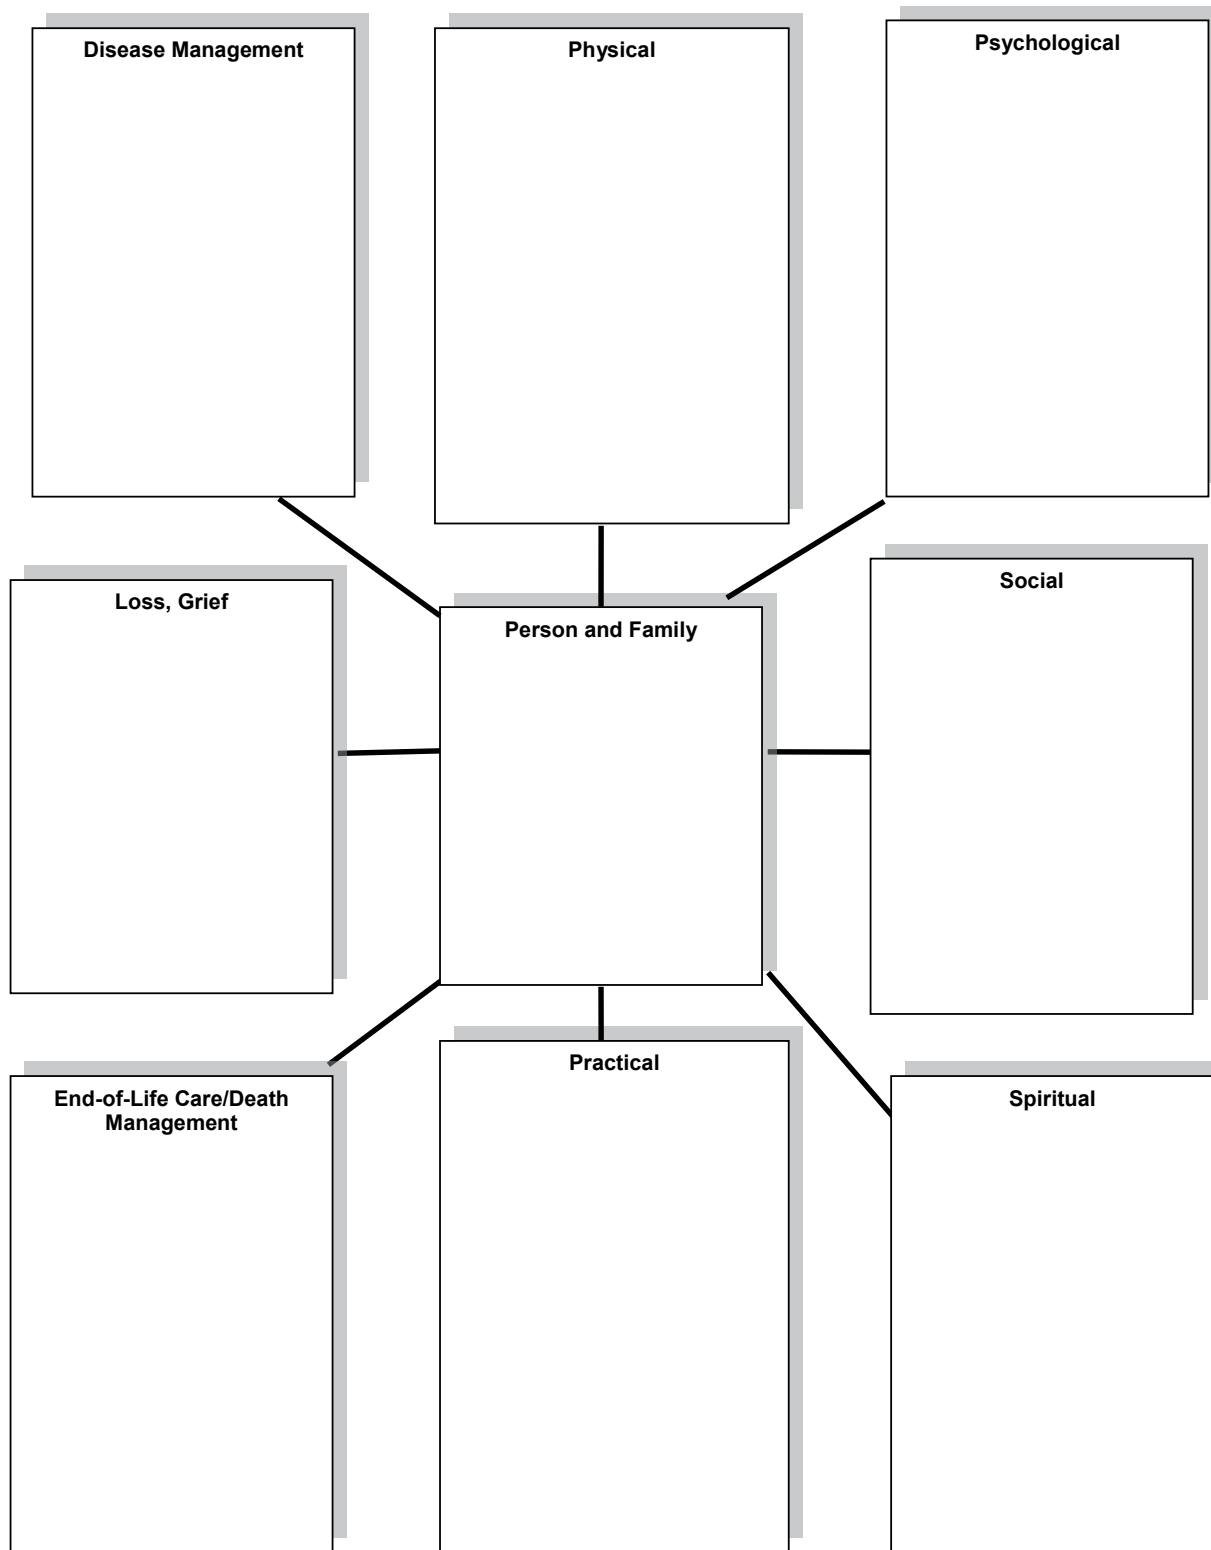 Disease Management
Physical
Psychological
Loss, Grief
Person and Family
Social
End-of-Life Care/Death
Management
Practical
Spiritual